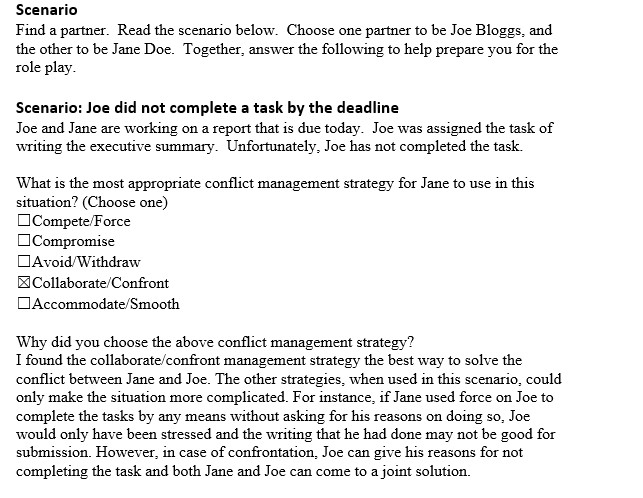 Scenario
Find a partner.  Read the scenario below.  Choose one partner to be Joe Bloggs, and
the other to be Jane Doe.  Together, answer the following to help prepare you for the
role play.
Scenario: Joe did not complete a task by the deadline
Joe and Jane are working on a report that is due today.  Joe was assigned the task of
writing the executive summary.  Unfortunately, Joe has not completed the task.
What is the most appropriate conflict management strategy for Jane to use in this
situation? (Choose one)
☐Compete/Force
☐Compromise
☐Avoid/Withdraw
☒Collaborate/Confront
☐Accommodate/Smooth
Why did you choose the above conflict management strategy?
I found the collaborate/confront management strategy the best way to solve the
conflict between Jane and Joe. The other strategies, when used in this scenario, could
only make the situation more complicated. For instance, if Jane used force on Joe to
complete the tasks by any means without asking for his reasons on doing so, Joe
would only have been stressed and the writing that he had done may not be good for
submission. However, in case of confrontation, Joe can give his reasons for not
completing the task and both Jane and Joe can come to a joint solution.